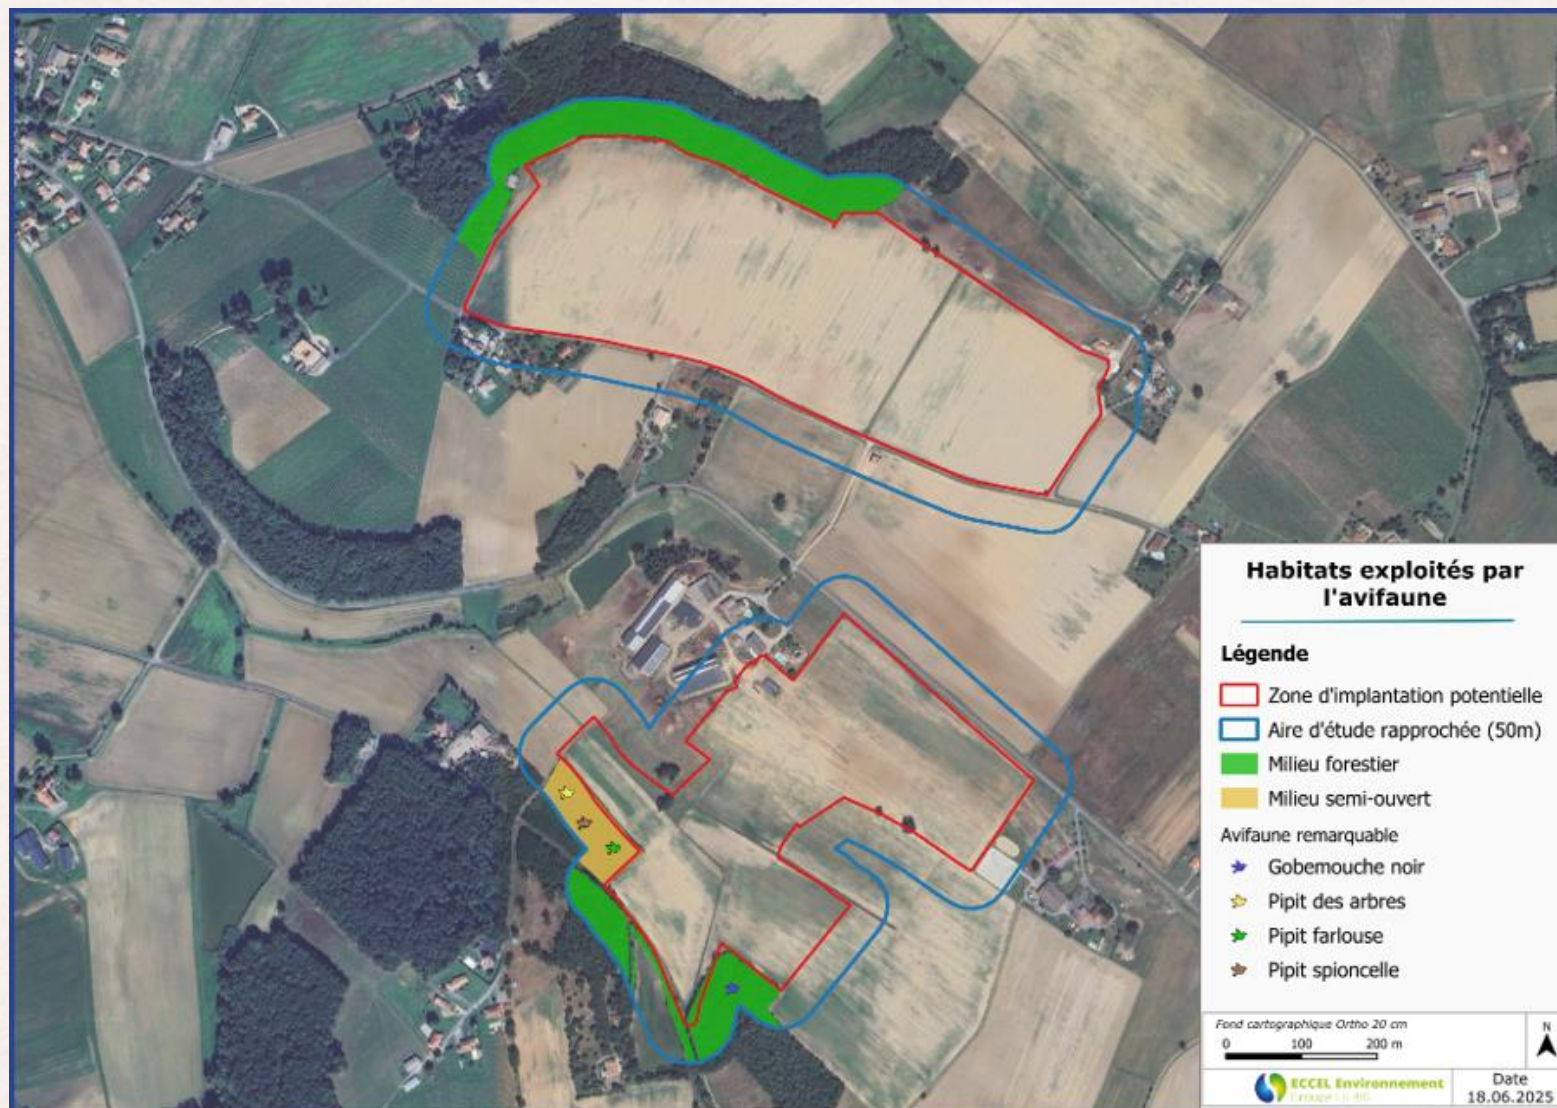 Habitats exploités par
l'avifaune
Légende
Zone d'implantation potentielle
Aire d'étude rapprochée (50m)
Milieu forestier
Milieu semi-ouvert
Avifaune remarquable
Gobemouche noir
Pipit des arbres
Pipit farlouse
Pipit spioncelle
Fond cartographique Ortho 20 cm
0 100 200 m
N
ECCEL Environnement
Date
18.06.2025